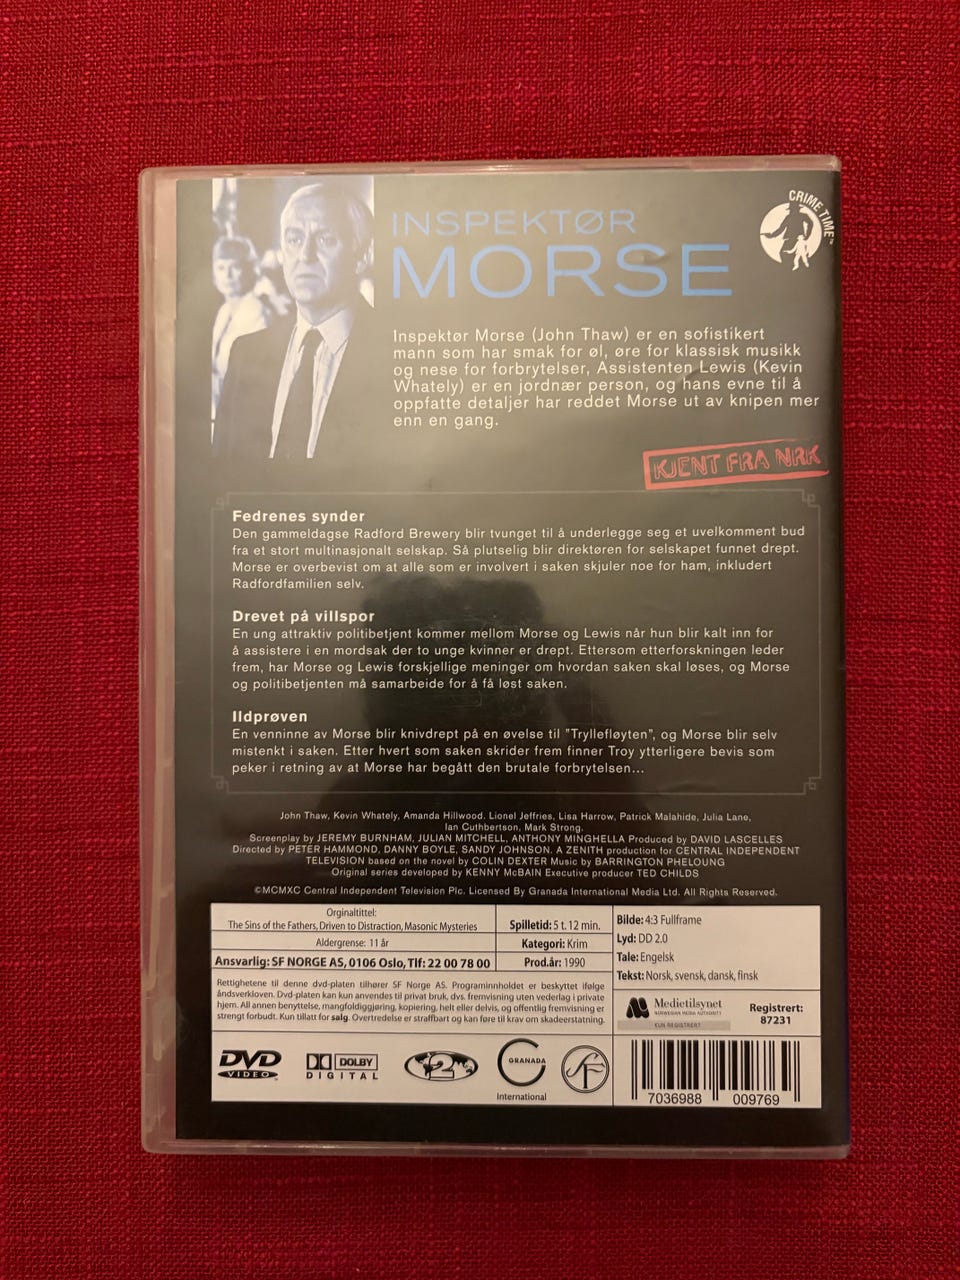 INSPEKTØR
MORSE
CRIME TIME™
Inspektør Morse (John Thaw) er en sofistikert
mann som har smak for øl, øre for klassisk musikk
og nese for forbrytelser, Assistenten Lewis (Kevin
Whately) er en jordnær person, og hans evne til å
oppfatte detaljer har reddet Morse ut av knipen mer
enn en gang.
KJENT FRA NRK
Fedrenes synder
Den gammeldagse Radford Brewery blir tvunget til å underlegge seg et uvelkomment bud
fra et stort multinasjonalt selskap. Så plutselig blir direktøren for selskapet funnet drept.
Morse er overbevist om at alle som er involvert i saken skjuler noe for ham, inkludert
Radfordfamilien selv.
Drevet på villspor
En ung attraktiv politibetjent kommer mellom Morse og Lewis når hun blir kalt inn for
å assistere i en mordsak der to unge kvinner er drept. Ettersom etterforskningen leder
frem, har Morse og Lewis forskjellige meninger om hvordan saken skal løses, og Morse
og politibetjenten må samarbeide for å få løst saken.
Ildprøven
En venninne av Morse blir knivdrept på en øvelse til "Tryllefløyten", og Morse blir selv
mistenkt i saken. Etter hvert som saken skrider frem finner Troy ytterligere bevis som
peker i retning av at Morse har begått den brutale forbrytelsen...
John Thaw, Kevin Whately, Amanda Hillwood. Lionel Jeffries, Lisa Harrow, Patrick Malahide, Julia Lane,
Ian Cuthbertson, Mark Strong.
Screenplay by JEREMY BURNHAM, JULIAN MITCHELL, ANTHONY MINGHELLA Produced by DAVID LASCELLES
Directed by PETER HAMMOND, DANNY BOYLE, SANDY JOHNSON. A ZENITH production for CENTRAL INDEPENDENT
TELEVISION based on the novel by COLIN DEXTER Music by BARRINGTON PHELOUNG
Original series developed by KENNY McBAIN Executive producer TED CHILDS
©MCMXC Central Independent Television Plc. Licensed By Granada International Media Ltd. All Rights Reserved.
Orginaltittel:
The Sins of the Fathers, Driven to Distraction, Masonic Mysteries
Aldergrense: 11 år
Ansvarlig: SF NORGE AS, 0106 Oslo, Tlf: 22 00 78 00
Spilletid: 5 t. 12 min.
Kategori: Krim
Prod.år: 1990
Rettighetene til denne dvd-platen tilhører SF Norge AS. Programinnholdet er beskyttet ifølge
åndsverkloven. Dvd-platen kan kun anvendes til privat bruk, dvs. fremvisning uten vederlag i private
hjem. All annen benyttelse, mangfoldiggjøring, kopiering, helt eller delvis, og offentlig fremvisning er
strengt forbudt. Kun tillatt for salg. Overtredelse er straffbart og kan føre til krav om skadeerstatning.
Bilde: 4:3 Fullframe
Lyd: DD 2.0
Tale: Engelsk
Tekst: Norsk, svensk, dansk, finsk
Medietilsynet
NORWEGIAN MEDIA AUTHORITY
KUN REGISTRERT
Registrert:
87231
DVD
VIDEO
DOLBY
DIGITAL
2
GRANADA
International
SF
7036988 009769